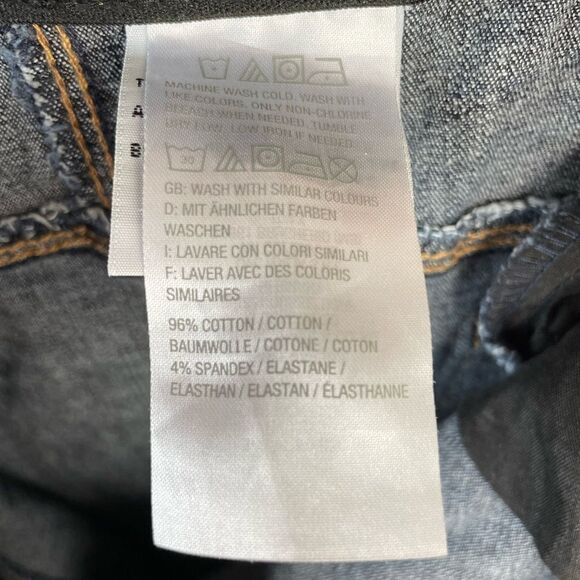 MACHINE WASH COLD. WASH WITH
LIKE COLORS. ONLY NON-CHLORINE
BLEACH WHEN NEEDED. TUMBLE
DRY LOW. LOW IRON IF NEEDED.
30
GB: WASH WITH SIMILAR COLOURS
D: MIT ÄHNLICHEN FARBEN
WASCHEN
I: LAVARE CON COLORI SIMILARI
F: LAVER AVEC DES COLORIS
SIMILAIRES
96% COTTON / COTTON /
BAUMWOLLE / COTONE / COTON
4% SPANDEX / ELASTANE /
ELASTHAN / ELASTAN / ÉLASTHANNE
T
A
B